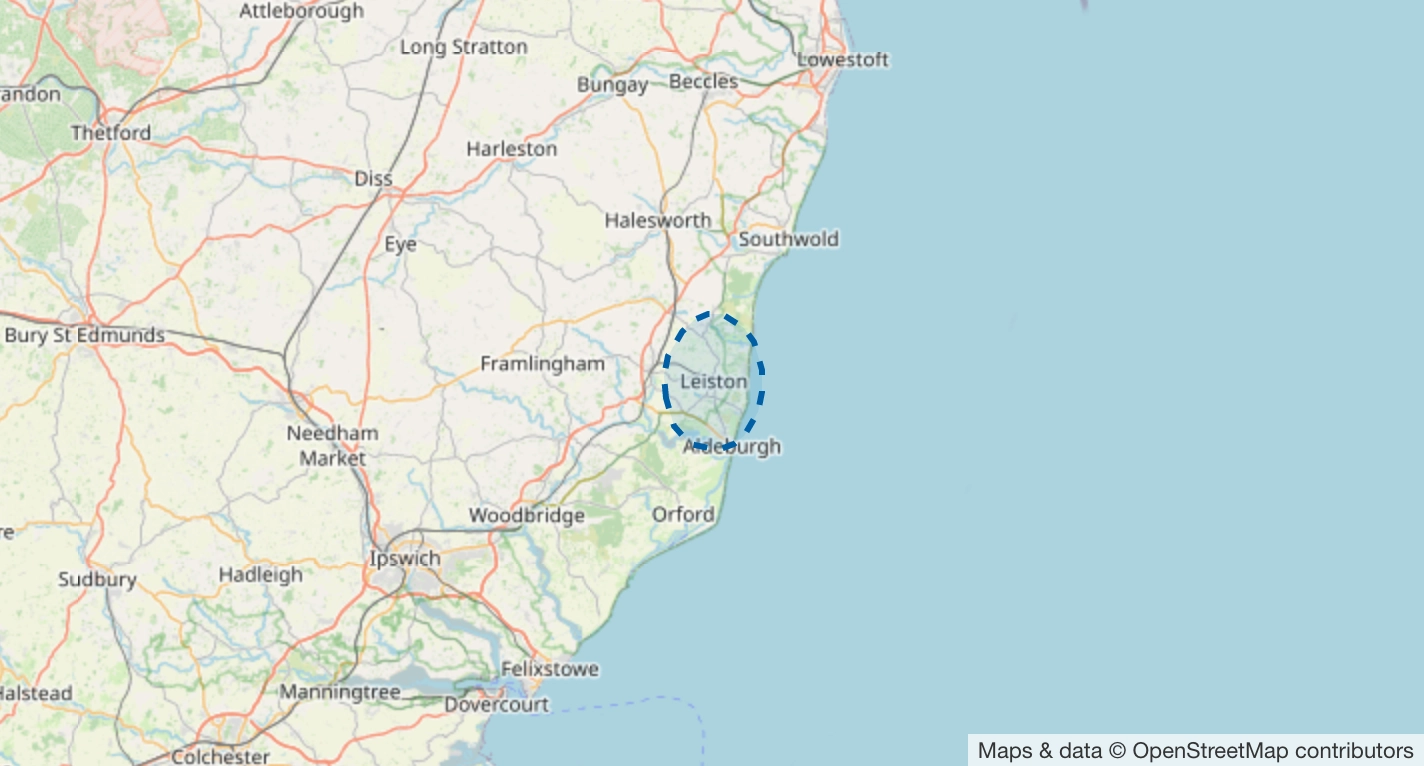 Attleborough
Long Stratton
Lowestoft
Bungay
Beccles
andon
Thetford
Harleston
Diss
Halesworth
Southwold
Eye
Bury St Edmunds
Framlingham
Leiston
Needham
Market
Aldeburgh
Woodbridge
Orford
re
Ipswich
Sudbury
Hadleigh
Felixstowe
Halstead
Manningtree
Dovercourt
Colchester
Maps & data © OpenStreetMap contributors